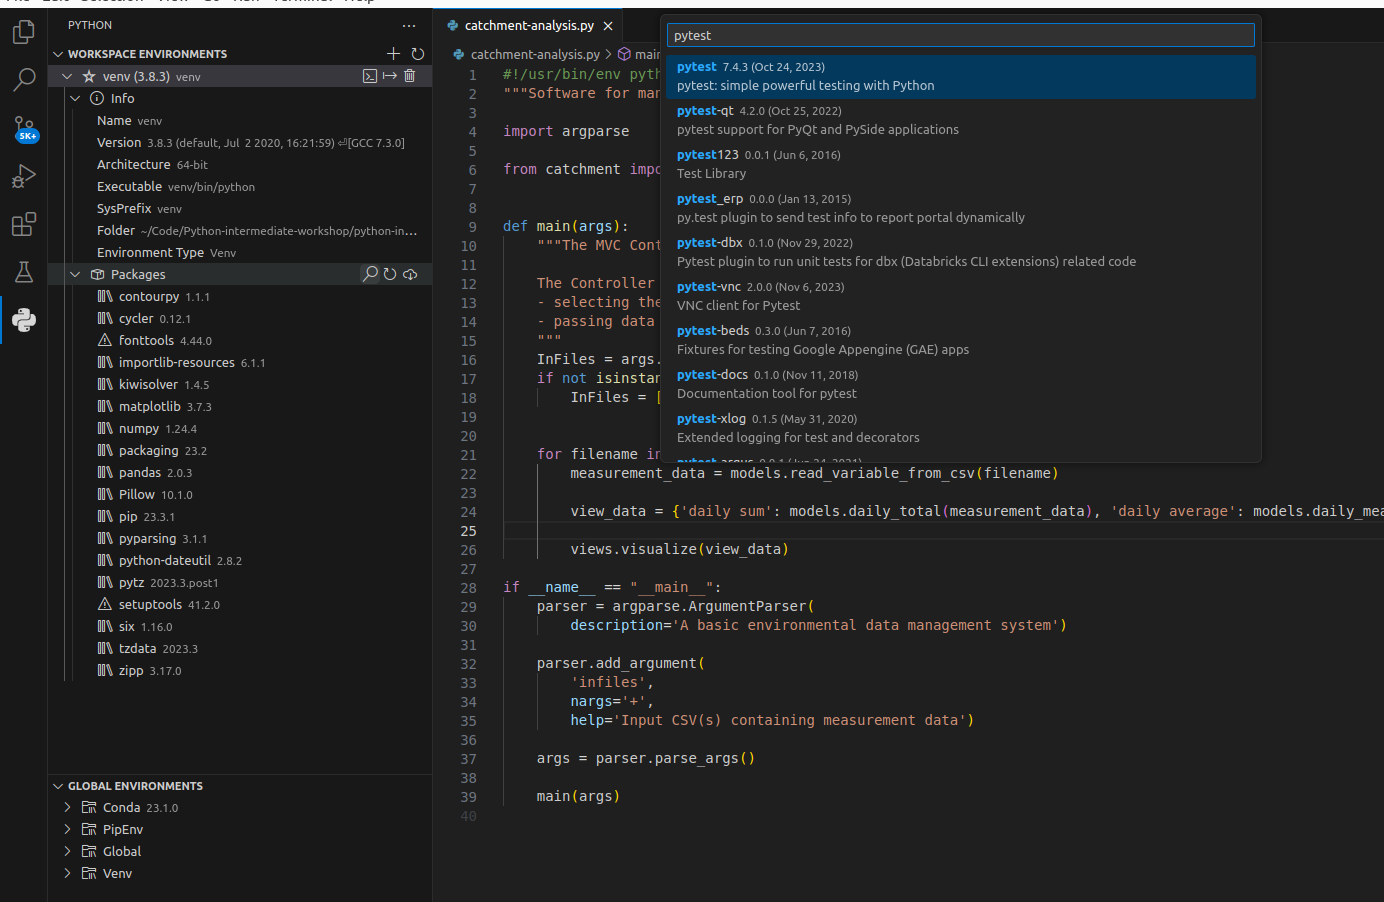 PYTHON
WORKSPACE ENVIRONMENTS
venv (3.8.3) venv
Info
Name venv
Version 3.8.3 (default, Jul 2 2020, 16:21:59) ⏎[GCC 7.3.0]
Architecture 64-bit
Executable venv/bin/python
SysPrefix venv
Folder ~/Code/Python-intermediate-workshop/python-in...
Environment Type Venv
Packages
contourpy 1.1.1
cycler 0.12.1
fonttools 4.44.0
importlib-resources 6.1.1
kiwisolver 1.4.5
matplotlib 3.7.3
numpy 1.24.4
packaging 23.2
pandas 2.0.3
Pillow 10.1.0
pip 23.3.1
pyparsing 3.1.1
python-dateutil 2.8.2
pytz 2023.3.post1
setuptools 41.2.0
six 1.16.0
tzdata 2023.3
zipp 3.17.0
GLOBAL ENVIRONMENTS
Conda 23.1.0
PipEnv
Global
Venv
5K+
catchment-analysis.py
catchment-analysis.py > main
1 #!/usr/bin/env pyth
2 """Software for man
3
4 import argparse
5
6 from catchment impo
7
8
9 def main(args):
10 """The MVC Cont
11
12 The Controller
13 - selecting the
14 - passing data
15 """
16 InFiles = args.
17 if not isinstan
18 InFiles = [
19
20
21 for filename in
22 measurement_data = models.read_variable_from_csv(filename)
23
24 view_data = {'daily sum': models.daily_total(measurement_data), 'daily average': models.daily_mea
25
26 views.visualize(view_data)
27
28 if __name__ == "__main__":
29 parser = argparse.ArgumentParser(
30 description='A basic environmental data management system')
31
32 parser.add_argument(
33 'infiles',
34 nargs='+',
35 help='Input CSV(s) containing measurement data')
36
37 args = parser.parse_args()
38
39 main(args)
40
pytest
pytest 7.4.3 (Oct 24, 2023)
pytest: simple powerful testing with Python
pytest-qt 4.2.0 (Oct 25, 2022)
pytest support for PyQt and PySide applications
pytest123 0.0.1 (Jun 6, 2016)
Test Library
pytest_erp 0.0.0 (Jan 13, 2015)
py.test plugin to send test info to report portal dynamically
pytest-dbx 0.1.0 (Nov 29, 2022)
Pytest plugin to run unit tests for dbx (Databricks CLI extensions) related code
pytest-vnc 2.0.0 (Nov 6, 2023)
VNC client for Pytest
pytest-beds 0.3.0 (Jun 7, 2016)
Fixtures for testing Google Appengine (GAE) apps
pytest-docs 0.1.0 (Nov 11, 2018)
Documentation tool for pytest
pytest-xlog 0.1.5 (May 31, 2020)
Extended logging for test and decorators